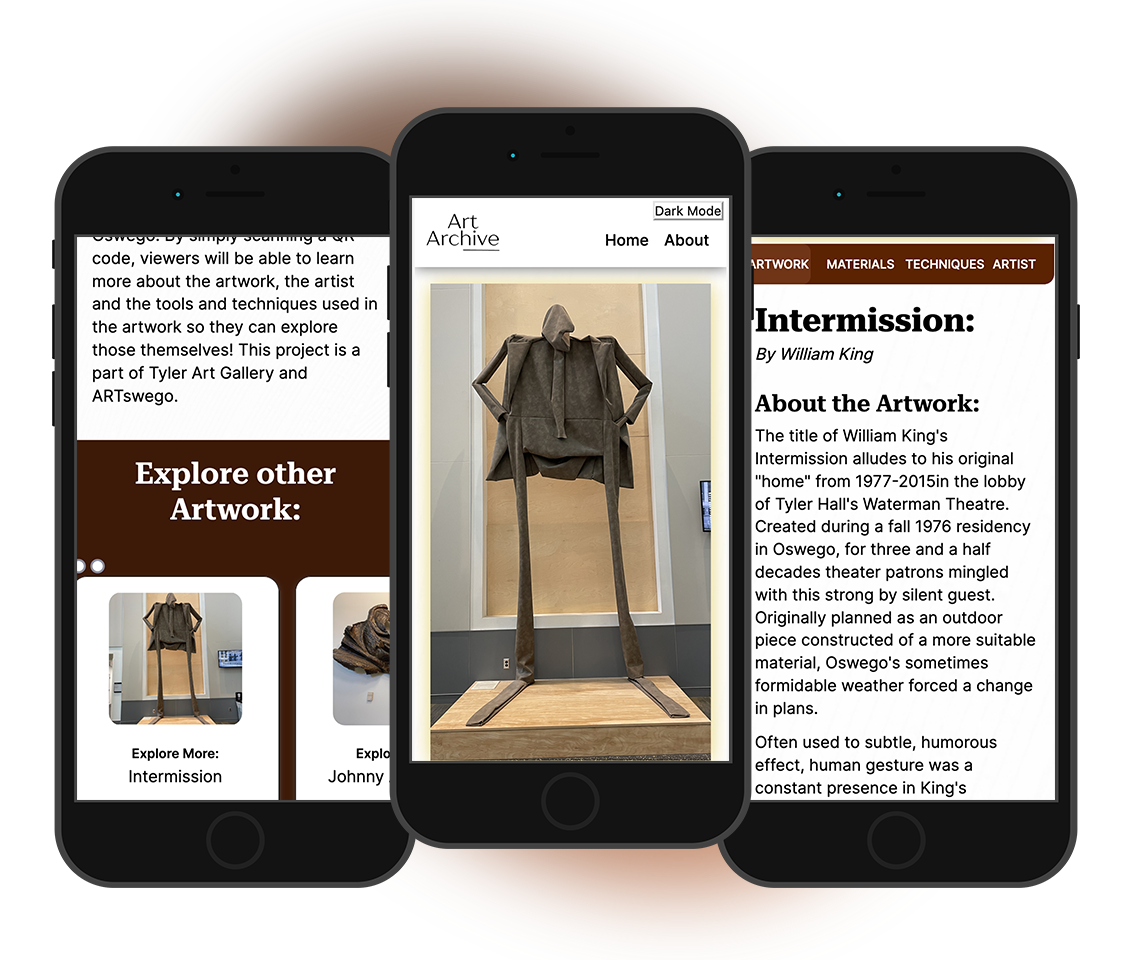 Oswego. By simply scanning a QR
code, viewers will be able to learn
more about the artwork, the artist
and the tools and techniques used in
the artwork so they can explore
those themselves! This project is a
part of Tyler Art Gallery and
ARTswego.
Explore other
Artwork:
Explore More:
Intermission
Explo
Johnny
Dark Mode
Art
Archive
Home About
ARTWORK MATERIALS TECHNIQUES ARTIST
Intermission:
By William King
About the Artwork:
The title of William King's
Intermission alludes to his original
"home" from 1977-2015in the lobby
of Tyler Hall's Waterman Theatre.
Created during a fall 1976 residency
in Oswego, for three and a half
decades theater patrons mingled
with this strong by silent guest.
Originally planned as an outdoor
piece constructed of a more suitable
material, Oswego's sometimes
formidable weather forced a change
in plans.
Often used to subtle, humorous
effect, human gesture was a
constant presence in King's